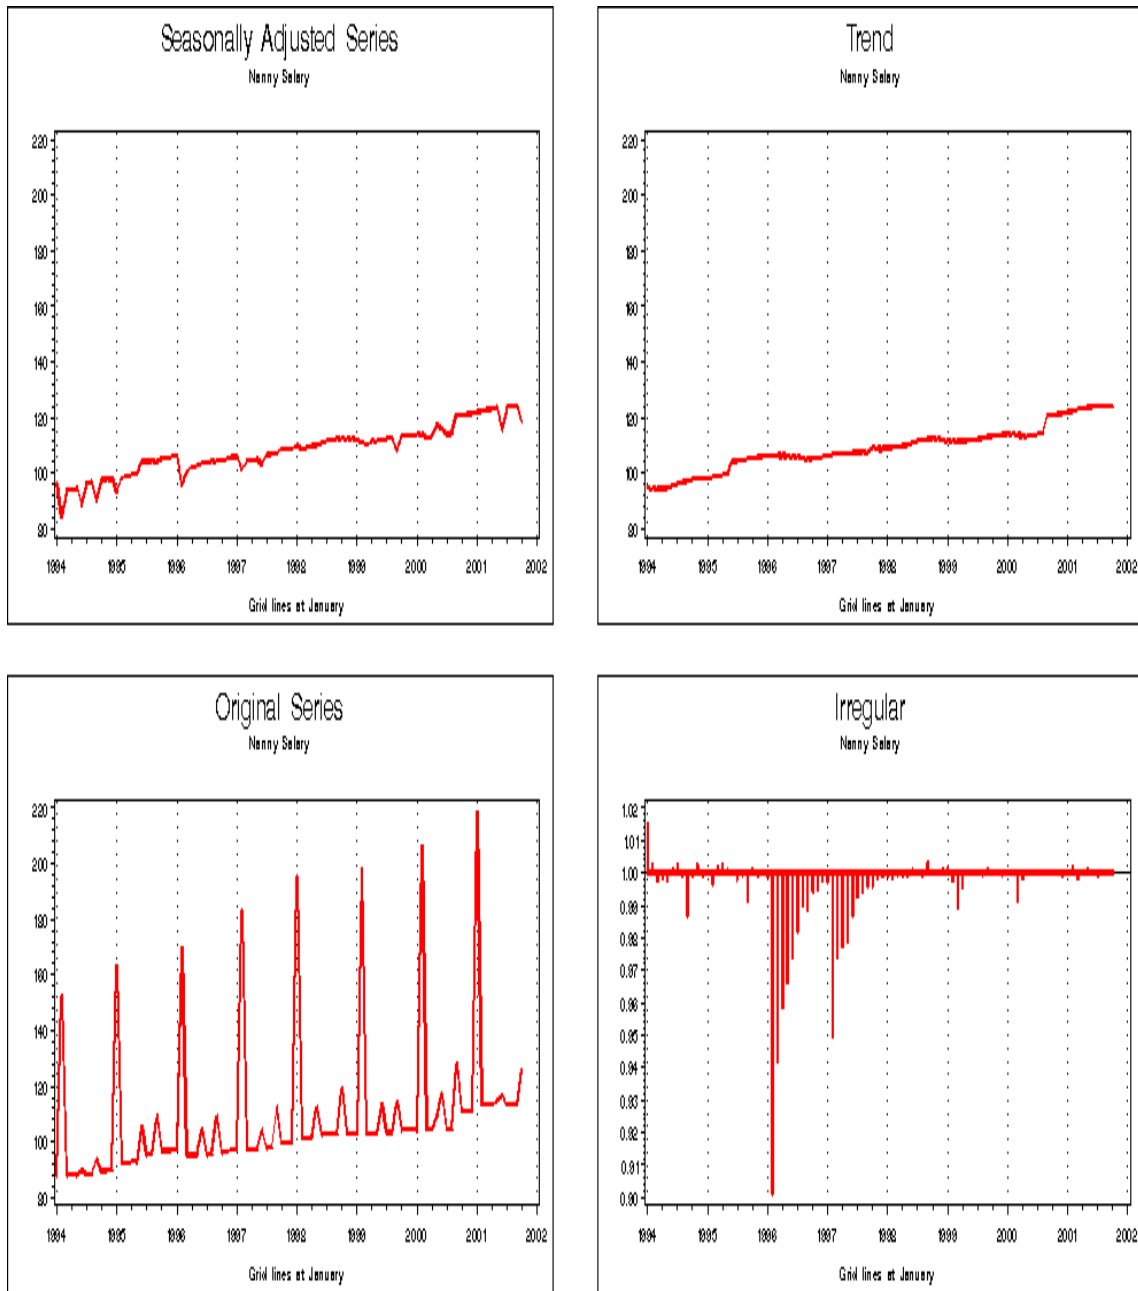 Seasonally Adjusted Series
Nanny Salary
220
200
180
160
140
120
100
80
1994 1995 1996 1997 1998 1999 2000 2001 2002
Grid lines at January
Trend
Nanny Salary
220
200
180
160
140
120
100
80
1994 1995 1996 1997 1998 1999 2000 2001 2002
Grid lines at January
Original Series
Nanny Salary
220
200
180
160
140
120
100
80
1994 1995 1996 1997 1998 1999 2000 2001 2002
Grid lines at January
Irregular
Nanny Salary
1.02
1.01
1.00
0.99
0.98
0.97
0.96
0.95
0.94
0.93
0.92
0.91
0.90
1994 1995 1996 1997 1998 1999 2000 2001 2002
Grid lines at January